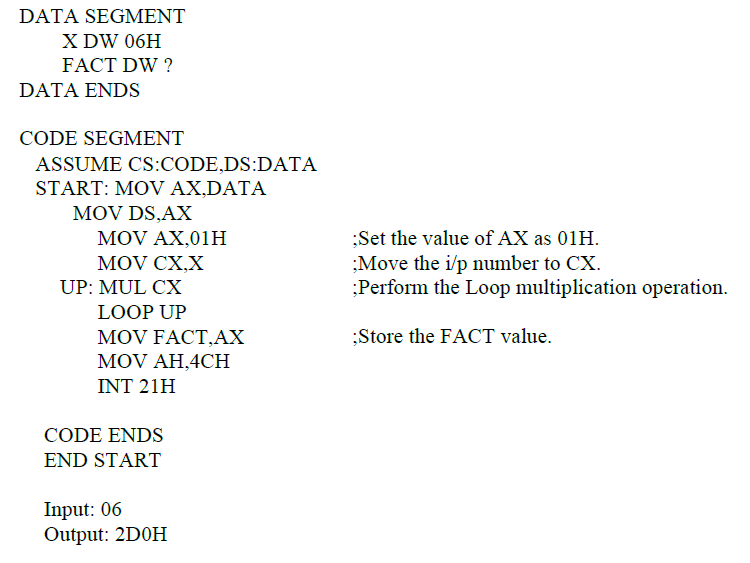 DATA SEGMENT
X DW 06H
FACT DW ?
DATA ENDS
CODE SEGMENT
ASSUME CS:CODE,DS:DATA
START: MOV AX,DATA
MOV DS,AX
MOV AX,01H ;Set the value of AX as 01H.
MOV CX,X ;Move the i/p number to CX.
UP: MUL CX ;Perform the Loop multiplication operation.
LOOP UP
MOV FACT,AX ;Store the FACT value.
MOV AH,4CH
INT 21H
CODE ENDS
END START
Input: 06
Output: 2D0H